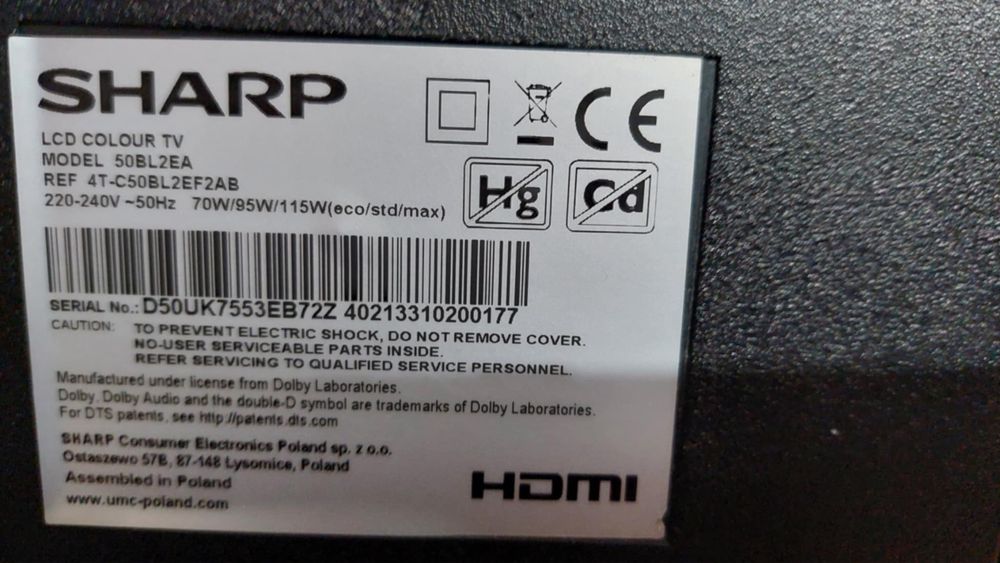 SHARP
LCD COLOUR TV
MODEL 50BL2EA
REF 4T-C50BL2EF2AB
220-240V ~50Hz 70W/95W/115W(eco/std/max)
CE
Hg
Cd
SERIAL No.: D50UK7553EB72Z 40213310200177
CAUTION: TO PREVENT ELECTRIC SHOCK, DO NOT REMOVE COVER.
NO-USER SERVICEABLE PARTS INSIDE.
REFER SERVICING TO QUALIFIED SERVICE PERSONNEL.
Manufactured under license from Dolby Laboratories.
Dolby, Dolby Audio and the double-D symbol are trademarks of Dolby Laboratories.
For DTS patents, see http://patents.dts.com
SHARP Consumer Electronics Poland sp. z o.o.
Ostaszewo 57B, 87-148 Łysomice, Poland
Assembled in Poland
www.umc-poland.com
HDMI